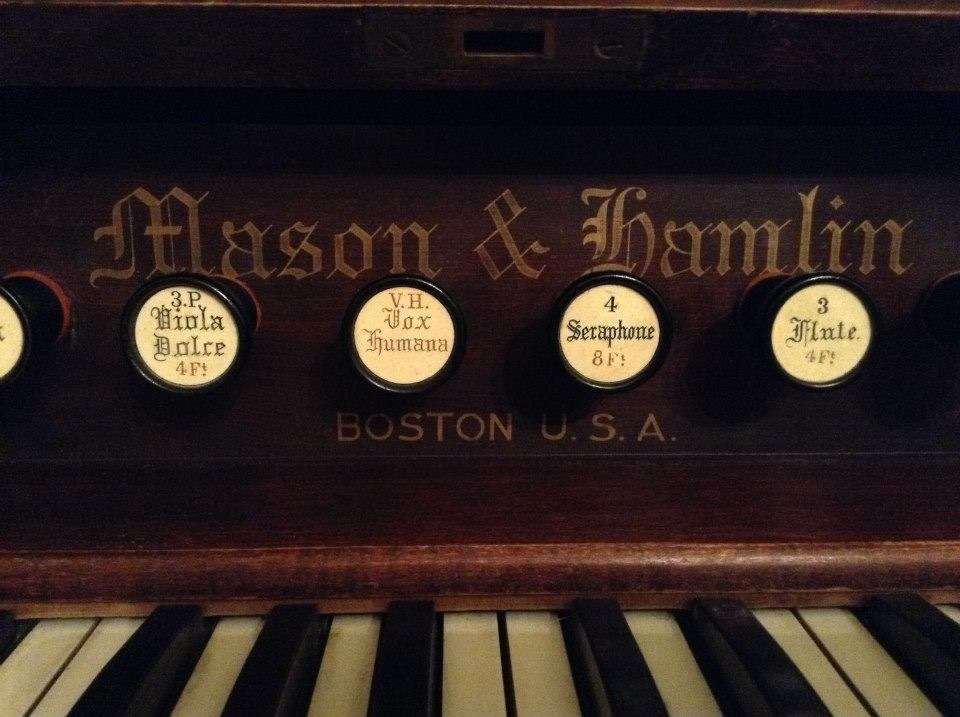 Mason & Hamlin
3.P.
Viola
Dolce
4Ft
V.H.
Vox
Humana
4
Seraphone
8Ft
3
Flute.
4Ft
BOSTON U.S.A.